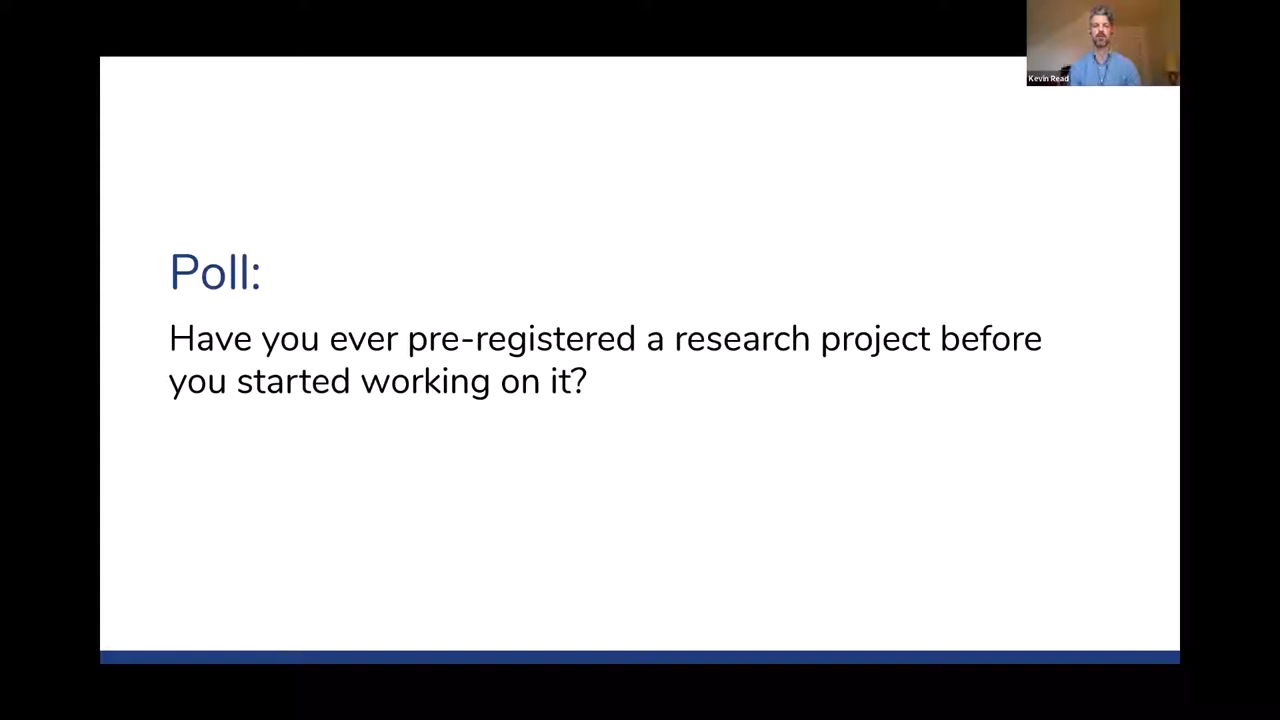 Kevin Read
Poll:
Have you ever pre-registered a research project before
you started working on it?